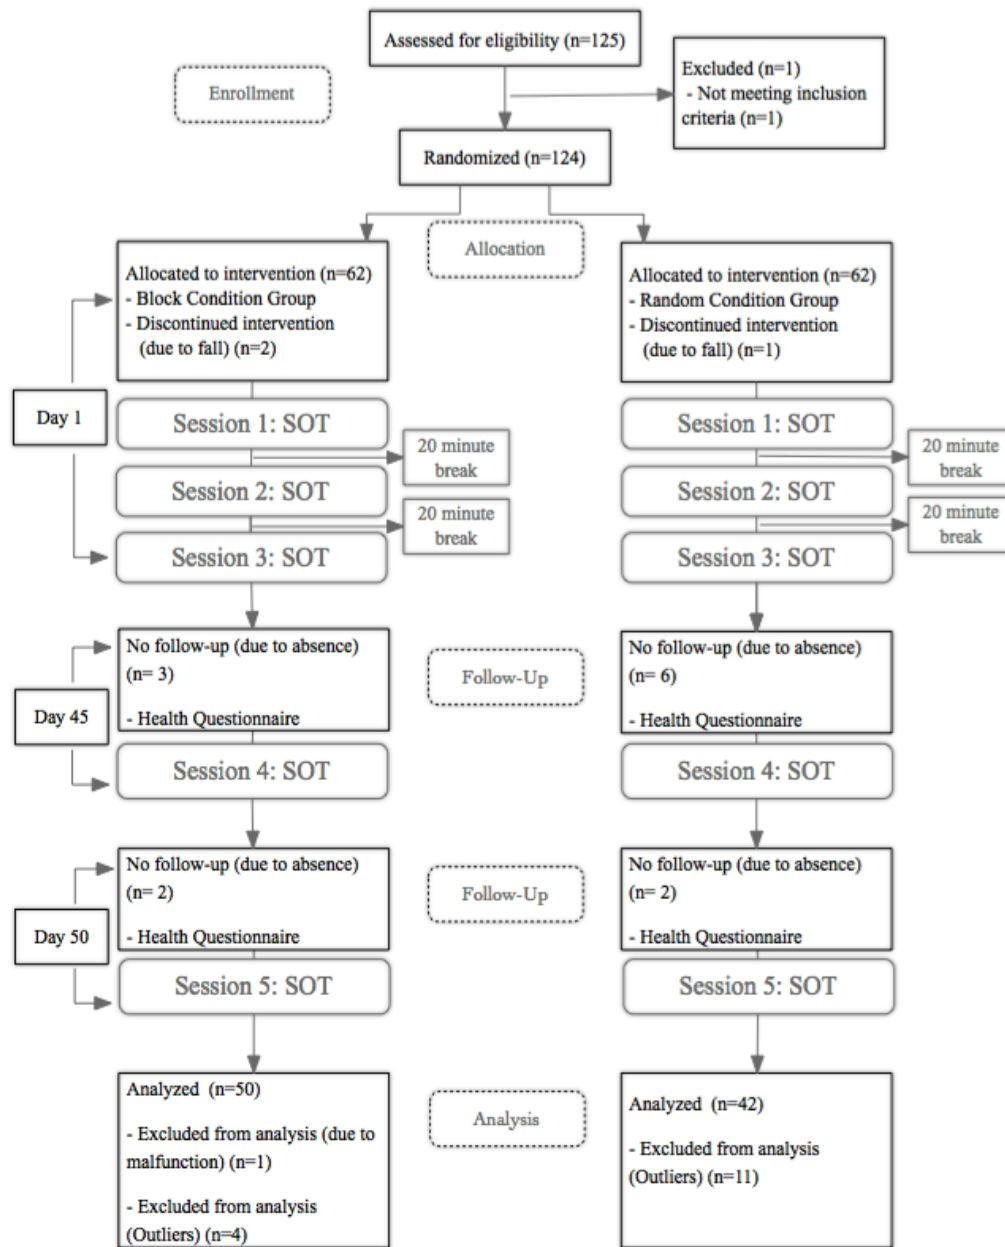 Assessed for eligibility (n=125)
Excluded (n=1)
- Not meeting inclusion
criteria (n=1)
Enrollment
Randomized (n=124)
Allocation
Allocated to intervention (n=62)
- Block Condition Group
- Discontinued intervention
(due to fall) (n=2)
Allocated to intervention (n=62)
- Random Condition Group
- Discontinued intervention
(due to fall) (n=1)
Day 1
Session 1: SOT
20 minute
break
Session 2: SOT
20 minute
break
Session 3: SOT
Session 1: SOT
20 minute
break
Session 2: SOT
20 minute
break
Session 3: SOT
Day 45
No follow-up (due to absence)
(n= 3)
- Health Questionnaire
Session 4: SOT
Follow-Up
No follow-up (due to absence)
(n= 6)
- Health Questionnaire
Session 4: SOT
Day 50
No follow-up (due to absence)
(n= 2)
- Health Questionnaire
Session 5: SOT
Follow-Up
No follow-up (due to absence)
(n= 2)
- Health Questionnaire
Session 5: SOT
Analyzed (n=50)
- Excluded from analysis (due to
malfunction) (n=1)
- Excluded from analysis
(Outliers) (n=4)
Analysis
Analyzed (n=42)
- Excluded from analysis
(Outliers) (n=11)